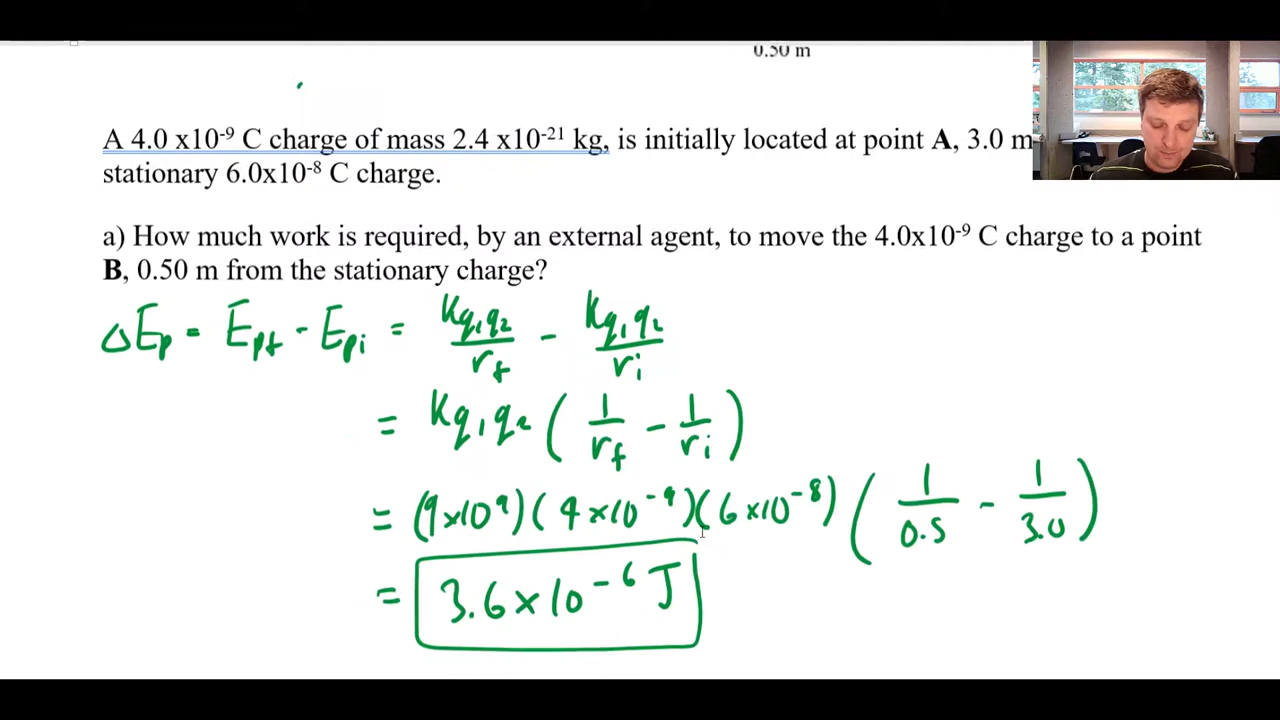 0.50 m
A 4.0 x10⁻⁹ C charge of mass 2.4 x10⁻²¹ kg, is initially located at point A, 3.0 m
stationary 6.0x10⁻⁸ C charge.
a) How much work is required, by an external agent, to move the 4.0x10⁻⁹ C charge to a point
B, 0.50 m from the stationary charge?
ΔEp = Epf - Epi = kq₁q₂/rf - kq₁q₂/ri
= kq₁q₂ ( 1/rf - 1/ri )
= (9x10⁹)(4x10⁻⁹)(6x10⁻⁸) ( 1/0.5 - 1/3.0 )
= 3.6x10⁻⁶ J